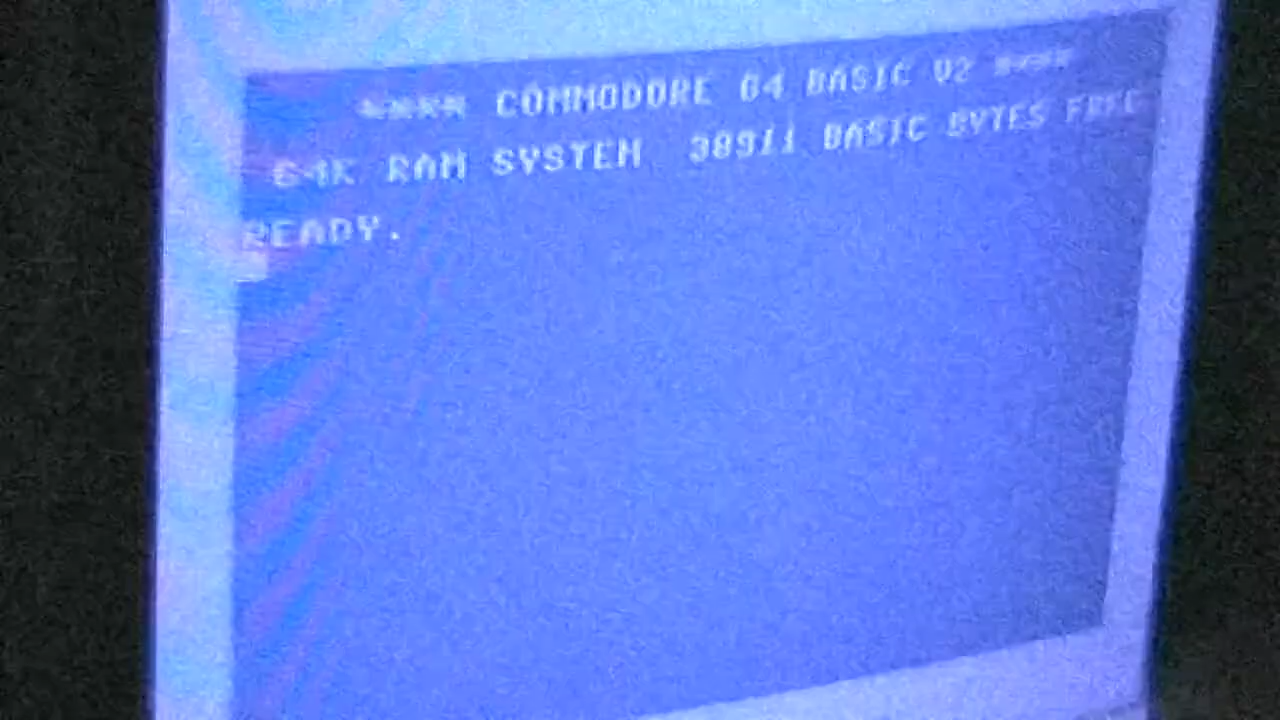 **** COMMODORE 64 BASIC V2 ****
64K RAM SYSTEM 38911 BASIC BYTES FREE
READY.